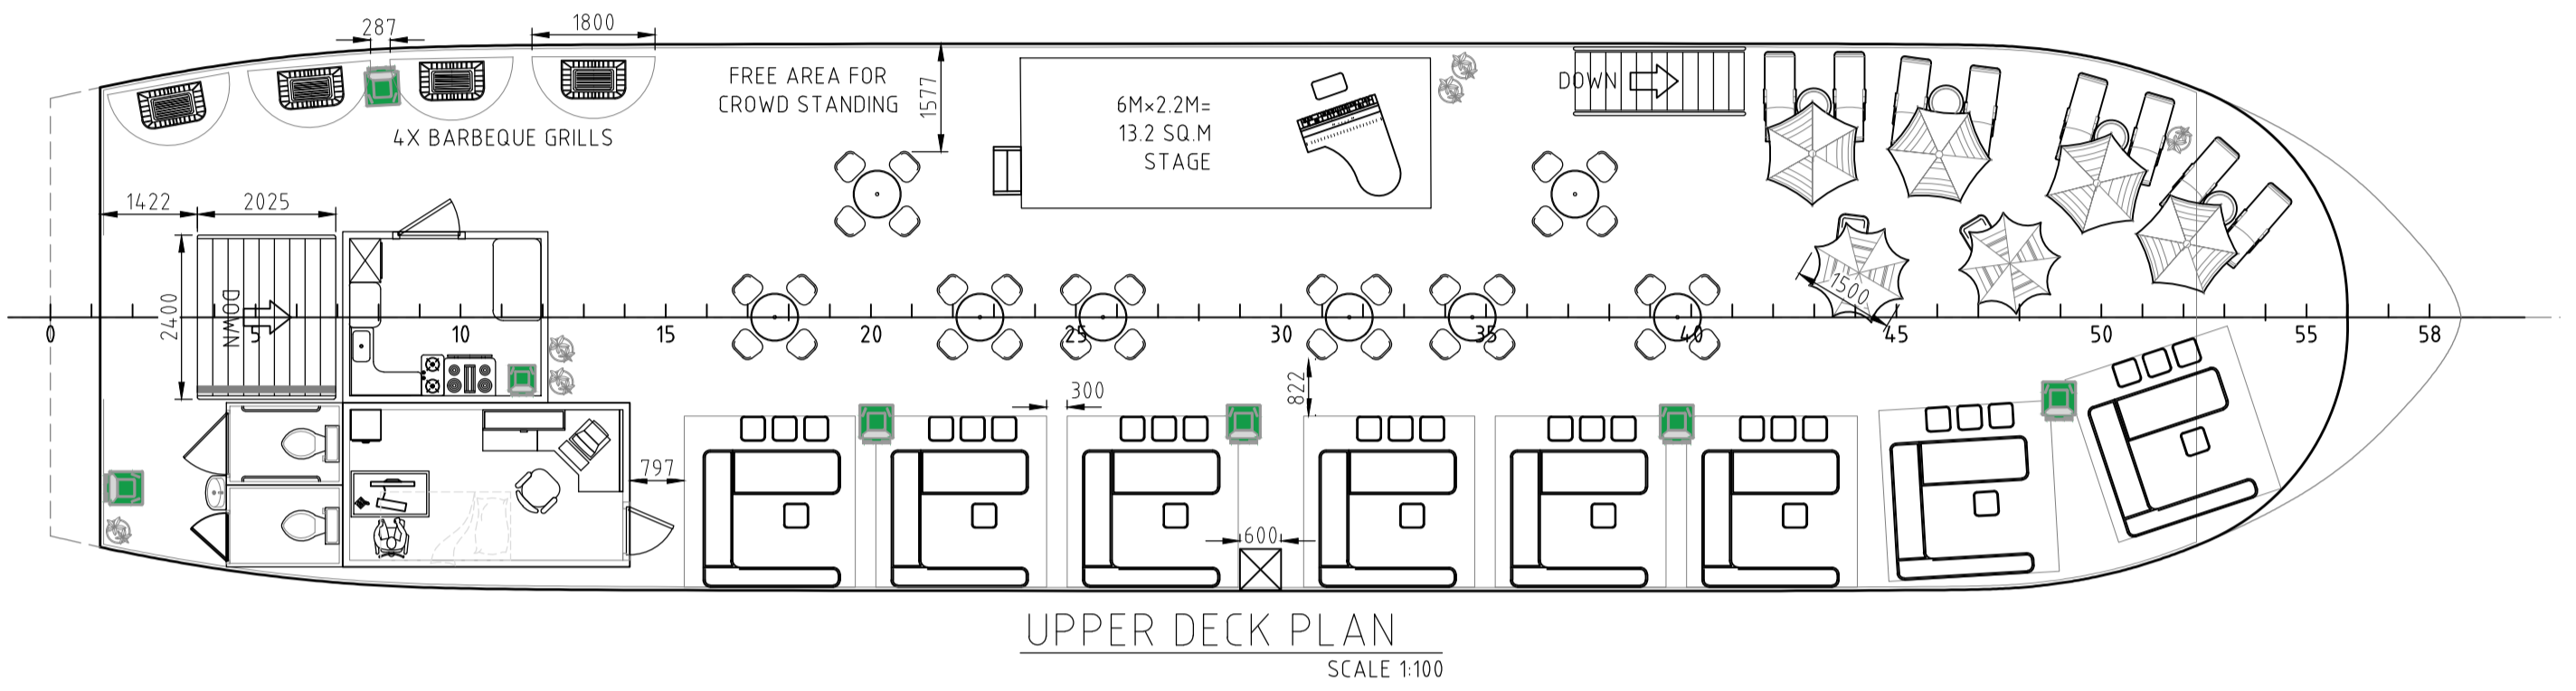 287
1800
FREE AREA FOR
CROWD STANDING
1577
6M×2.2M=
13.2 SQ.M
STAGE
DOWN
4X BARBEQUE GRILLS
1422
2025
2400
DOWN
1500
0
5
10
15
20
25
30
35
40
45
50
55
58
300
822
797
600
UPPER DECK PLAN
SCALE 1:100